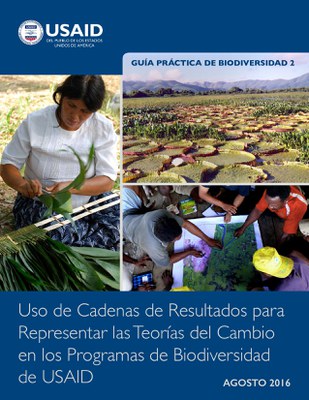 USAID
DEL PUEBLO DE LOS ESTADOS
UNIDOS DE AMÉRICA
GUÍA PRÁCTICA DE BIODIVERSIDAD 2
Uso de Cadenas de Resultados para
Representar las Teorías del Cambio
en los Programas de Biodiversidad
de USAID
AGOSTO 2016